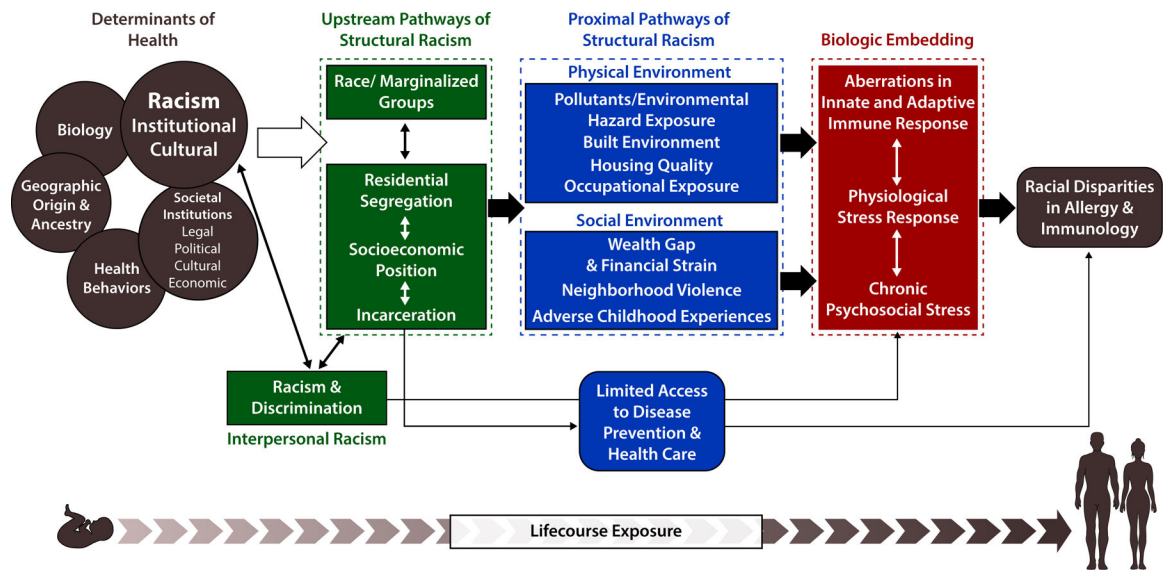 Determinants of
Health
Racism
Institutional
Cultural
Biology
Geographic
Origin &
Ancestry
Societal
Institutions
Legal
Political
Cultural
Economic
Health
Behaviors
Upstream Pathways of
Structural Racism
Race/ Marginalized
Groups
Residential
Segregation
Socioeconomic
Position
Incarceration
Racism &
Discrimination
Interpersonal Racism
Proximal Pathways of
Structural Racism
Physical Environment
Pollutants/Environmental
Hazard Exposure
Built Environment
Housing Quality
Occupational Exposure
Social Environment
Wealth Gap
& Financial Strain
Neighborhood Violence
Adverse Childhood Experiences
Limited Access
to Disease
Prevention &
Health Care
Biologic Embedding
Aberrations in
Innate and Adaptive
Immune Response
Physiological
Stress Response
Chronic
Psychosocial Stress
Racial Disparities
in Allergy &
Immunology
Lifecourse Exposure